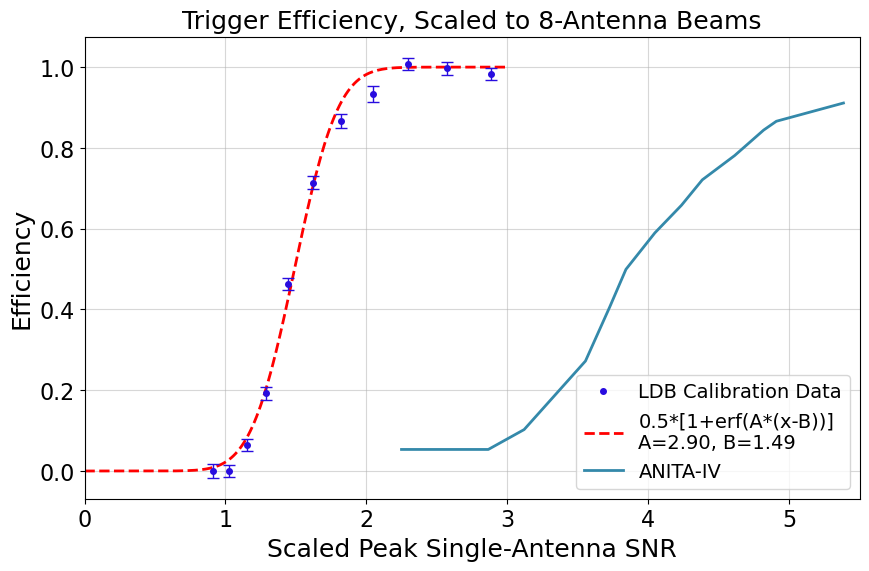 Trigger Efficiency, Scaled to 8-Antenna Beams
Efficiency
1.0
0.8
0.6
0.4
0.2
0.0
0 1 2 3 4 5
Scaled Peak Single-Antenna SNR
LDB Calibration Data
0.5*[1+erf(A*(x-B))]
A=2.90, B=1.49
ANITA-IV